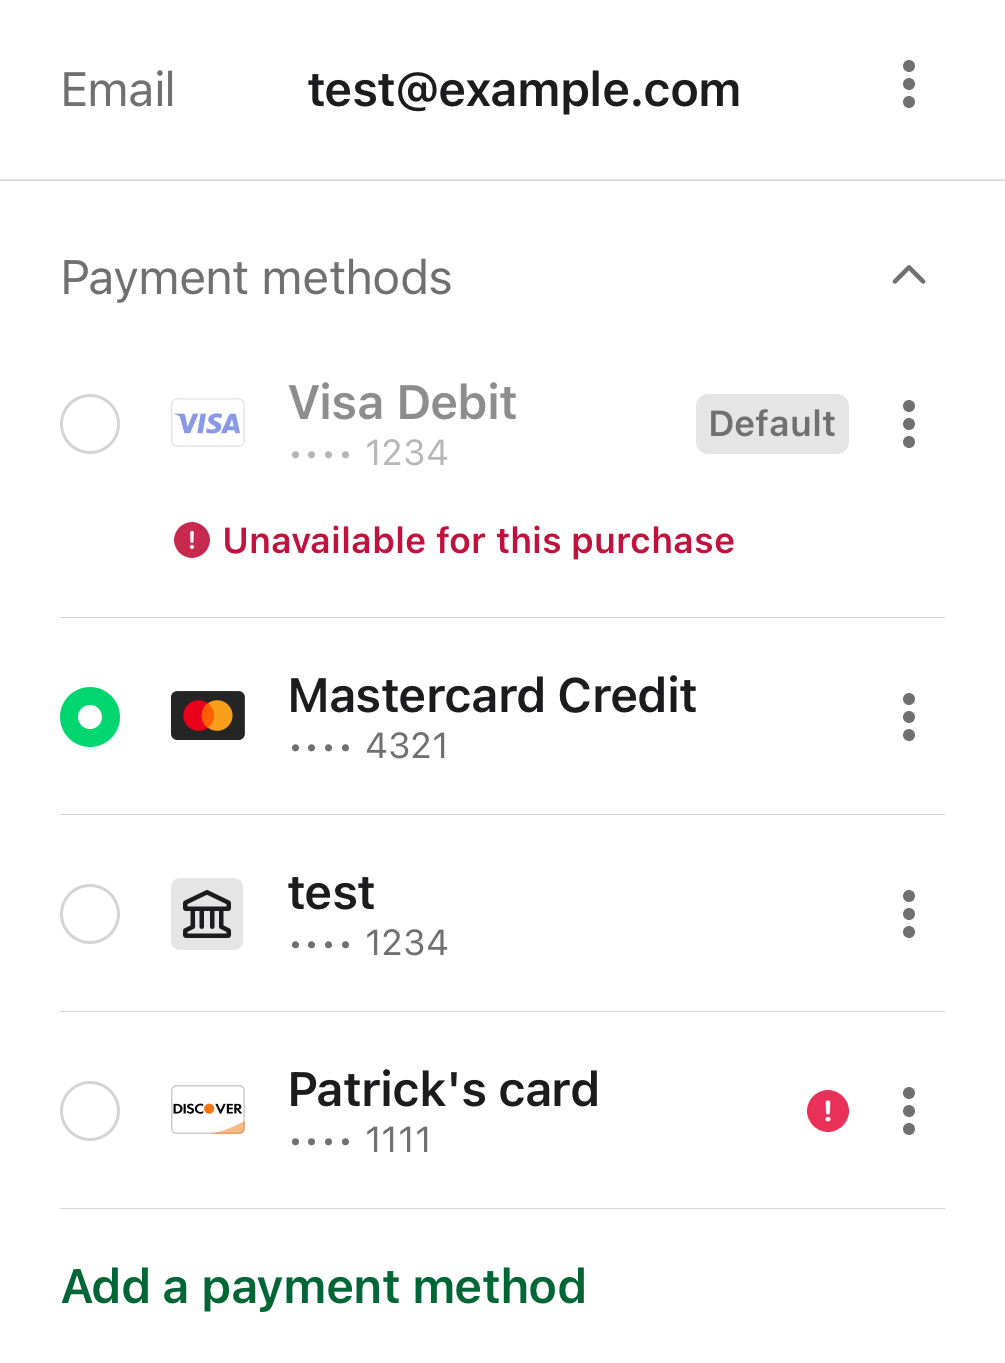 Email test@example.com
Payment methods
VISA Visa Debit Default
•••• 1234
! Unavailable for this purchase
Mastercard Credit
•••• 4321
test
•••• 1234
DISCOVER Patrick's card !
•••• 1111
Add a payment method